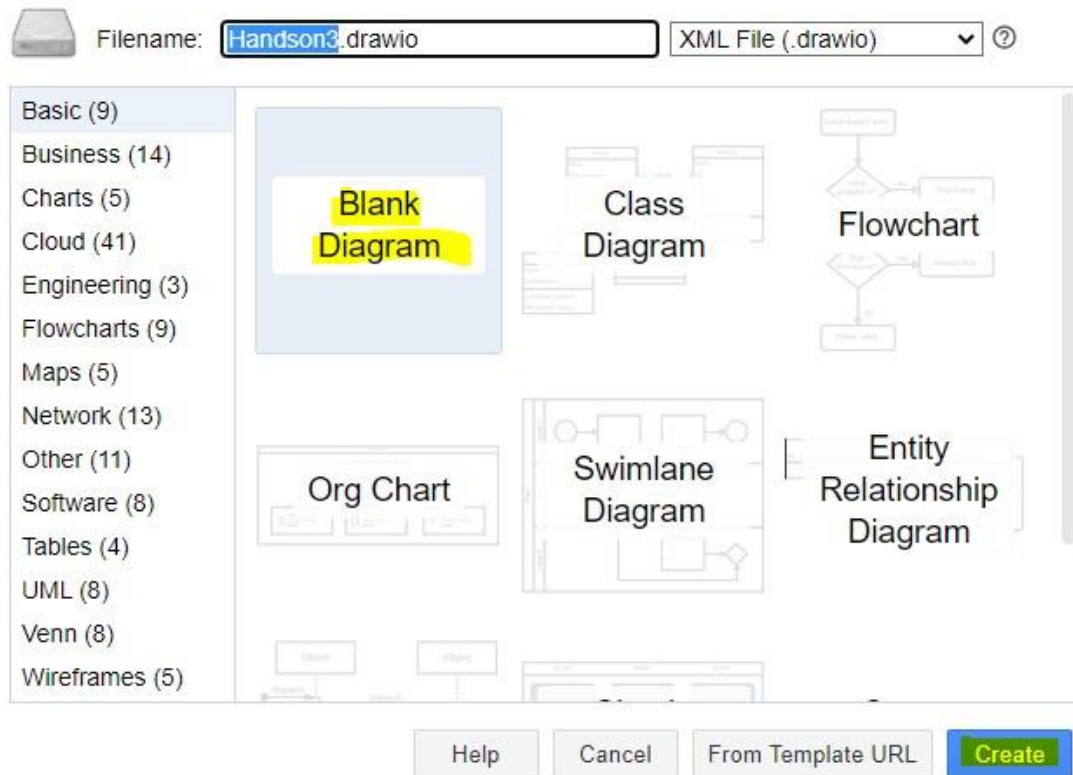 Filename: Handson3.drawio XML File (.drawio)
Basic (9)
Business (14)
Charts (5)
Cloud (41)
Engineering (3)
Flowcharts (9)
Maps (5)
Network (13)
Other (11)
Software (8)
Tables (4)
UML (8)
Venn (8)
Wireframes (5)
Blank
Diagram
Class
Diagram
Flowchart
Org Chart
Swimlane
Diagram
Entity
Relationship
Diagram
Object
Object
Help Cancel From Template URL Create